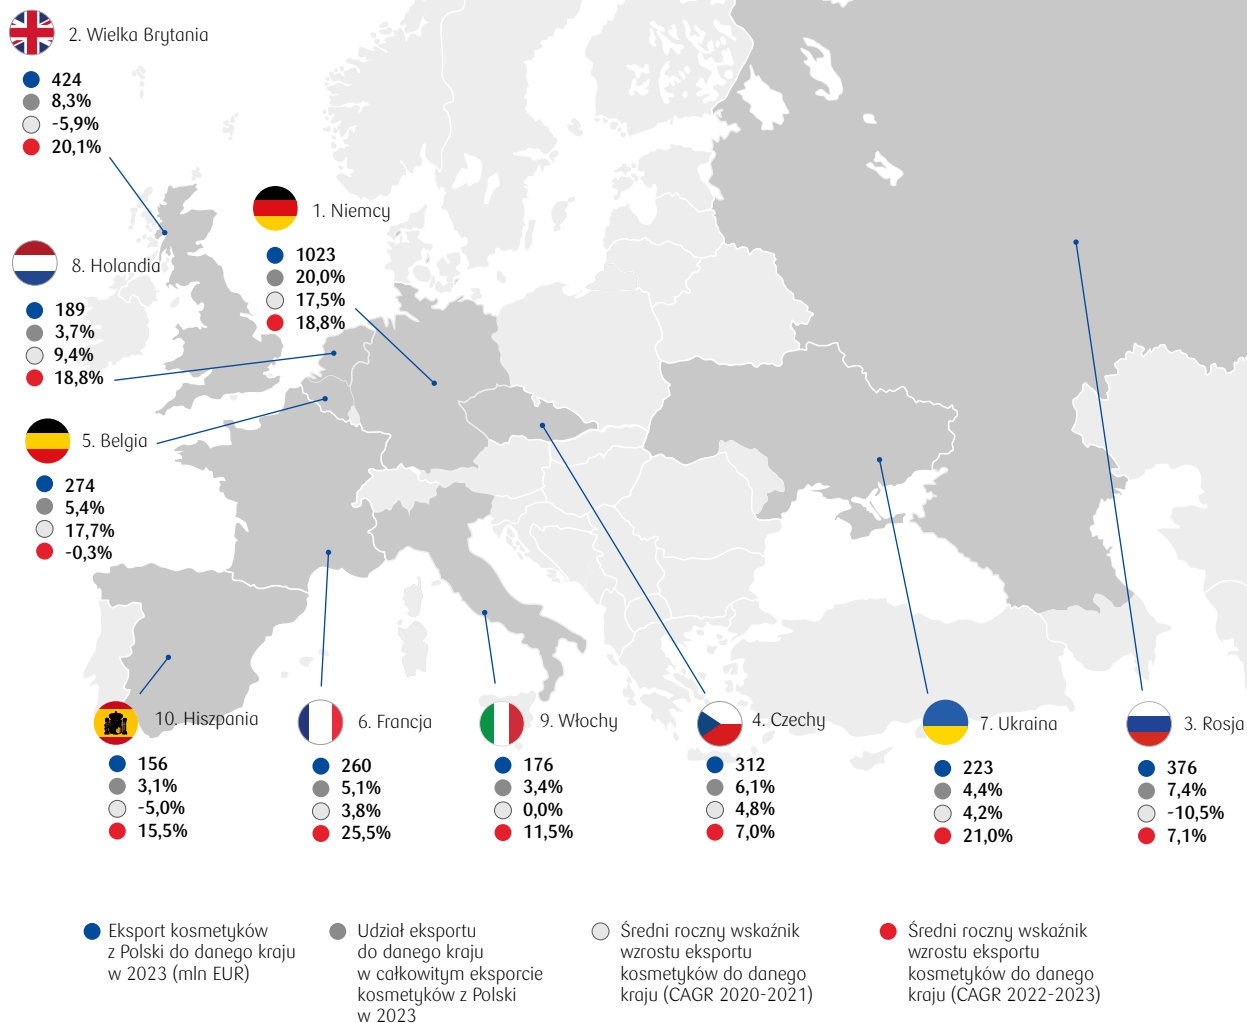 2. Wielka Brytania
424
8,3%
-5,9%
20,1%
1. Niemcy
1023
20,0%
17,5%
18,8%
8. Holandia
189
3,7%
9,4%
18,8%
5. Belgia
274
5,4%
17,7%
-0,3%
10. Hiszpania
156
3,1%
-5,0%
15,5%
6. Francja
260
5,1%
3,8%
25,5%
9. Włochy
176
3,4%
0,0%
11,5%
4. Czechy
312
6,1%
4,8%
7,0%
7. Ukraina
223
4,4%
4,2%
21,0%
3. Rosja
376
7,4%
-10,5%
7,1%
Eksport kosmetyków
z Polski do danego kraju
w 2023 (mln EUR)
Udział eksportu
do danego kraju
w całkowitym eksporcie
kosmetyków z Polski
w 2023
Średni roczny wskaźnik
wzrostu eksportu
kosmetyków do danego
kraju (CAGR 2020-2021)
Średni roczny wskaźnik
wzrostu eksportu
kosmetyków do danego
kraju (CAGR 2022-2023)